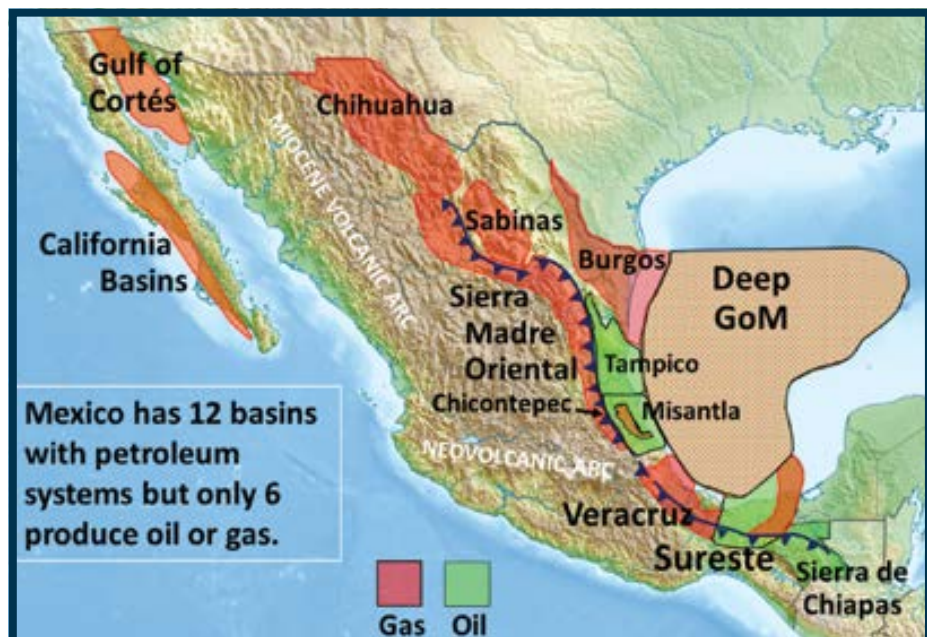 Gulf of
Cortés
Chihuahua
MIOCENE VOLCANIC ARC
Sabinas
California
Basins
Burgos
Deep
GoM
Sierra
Madre
Oriental
Tampico
Chicontepec
Misantla
Mexico has 12 basins
with petroleum
systems but only 6
produce oil or gas.
NEOVOLCANIC ARC
Veracruz
Sureste
Sierra de
Chiapas
Gas
Oil